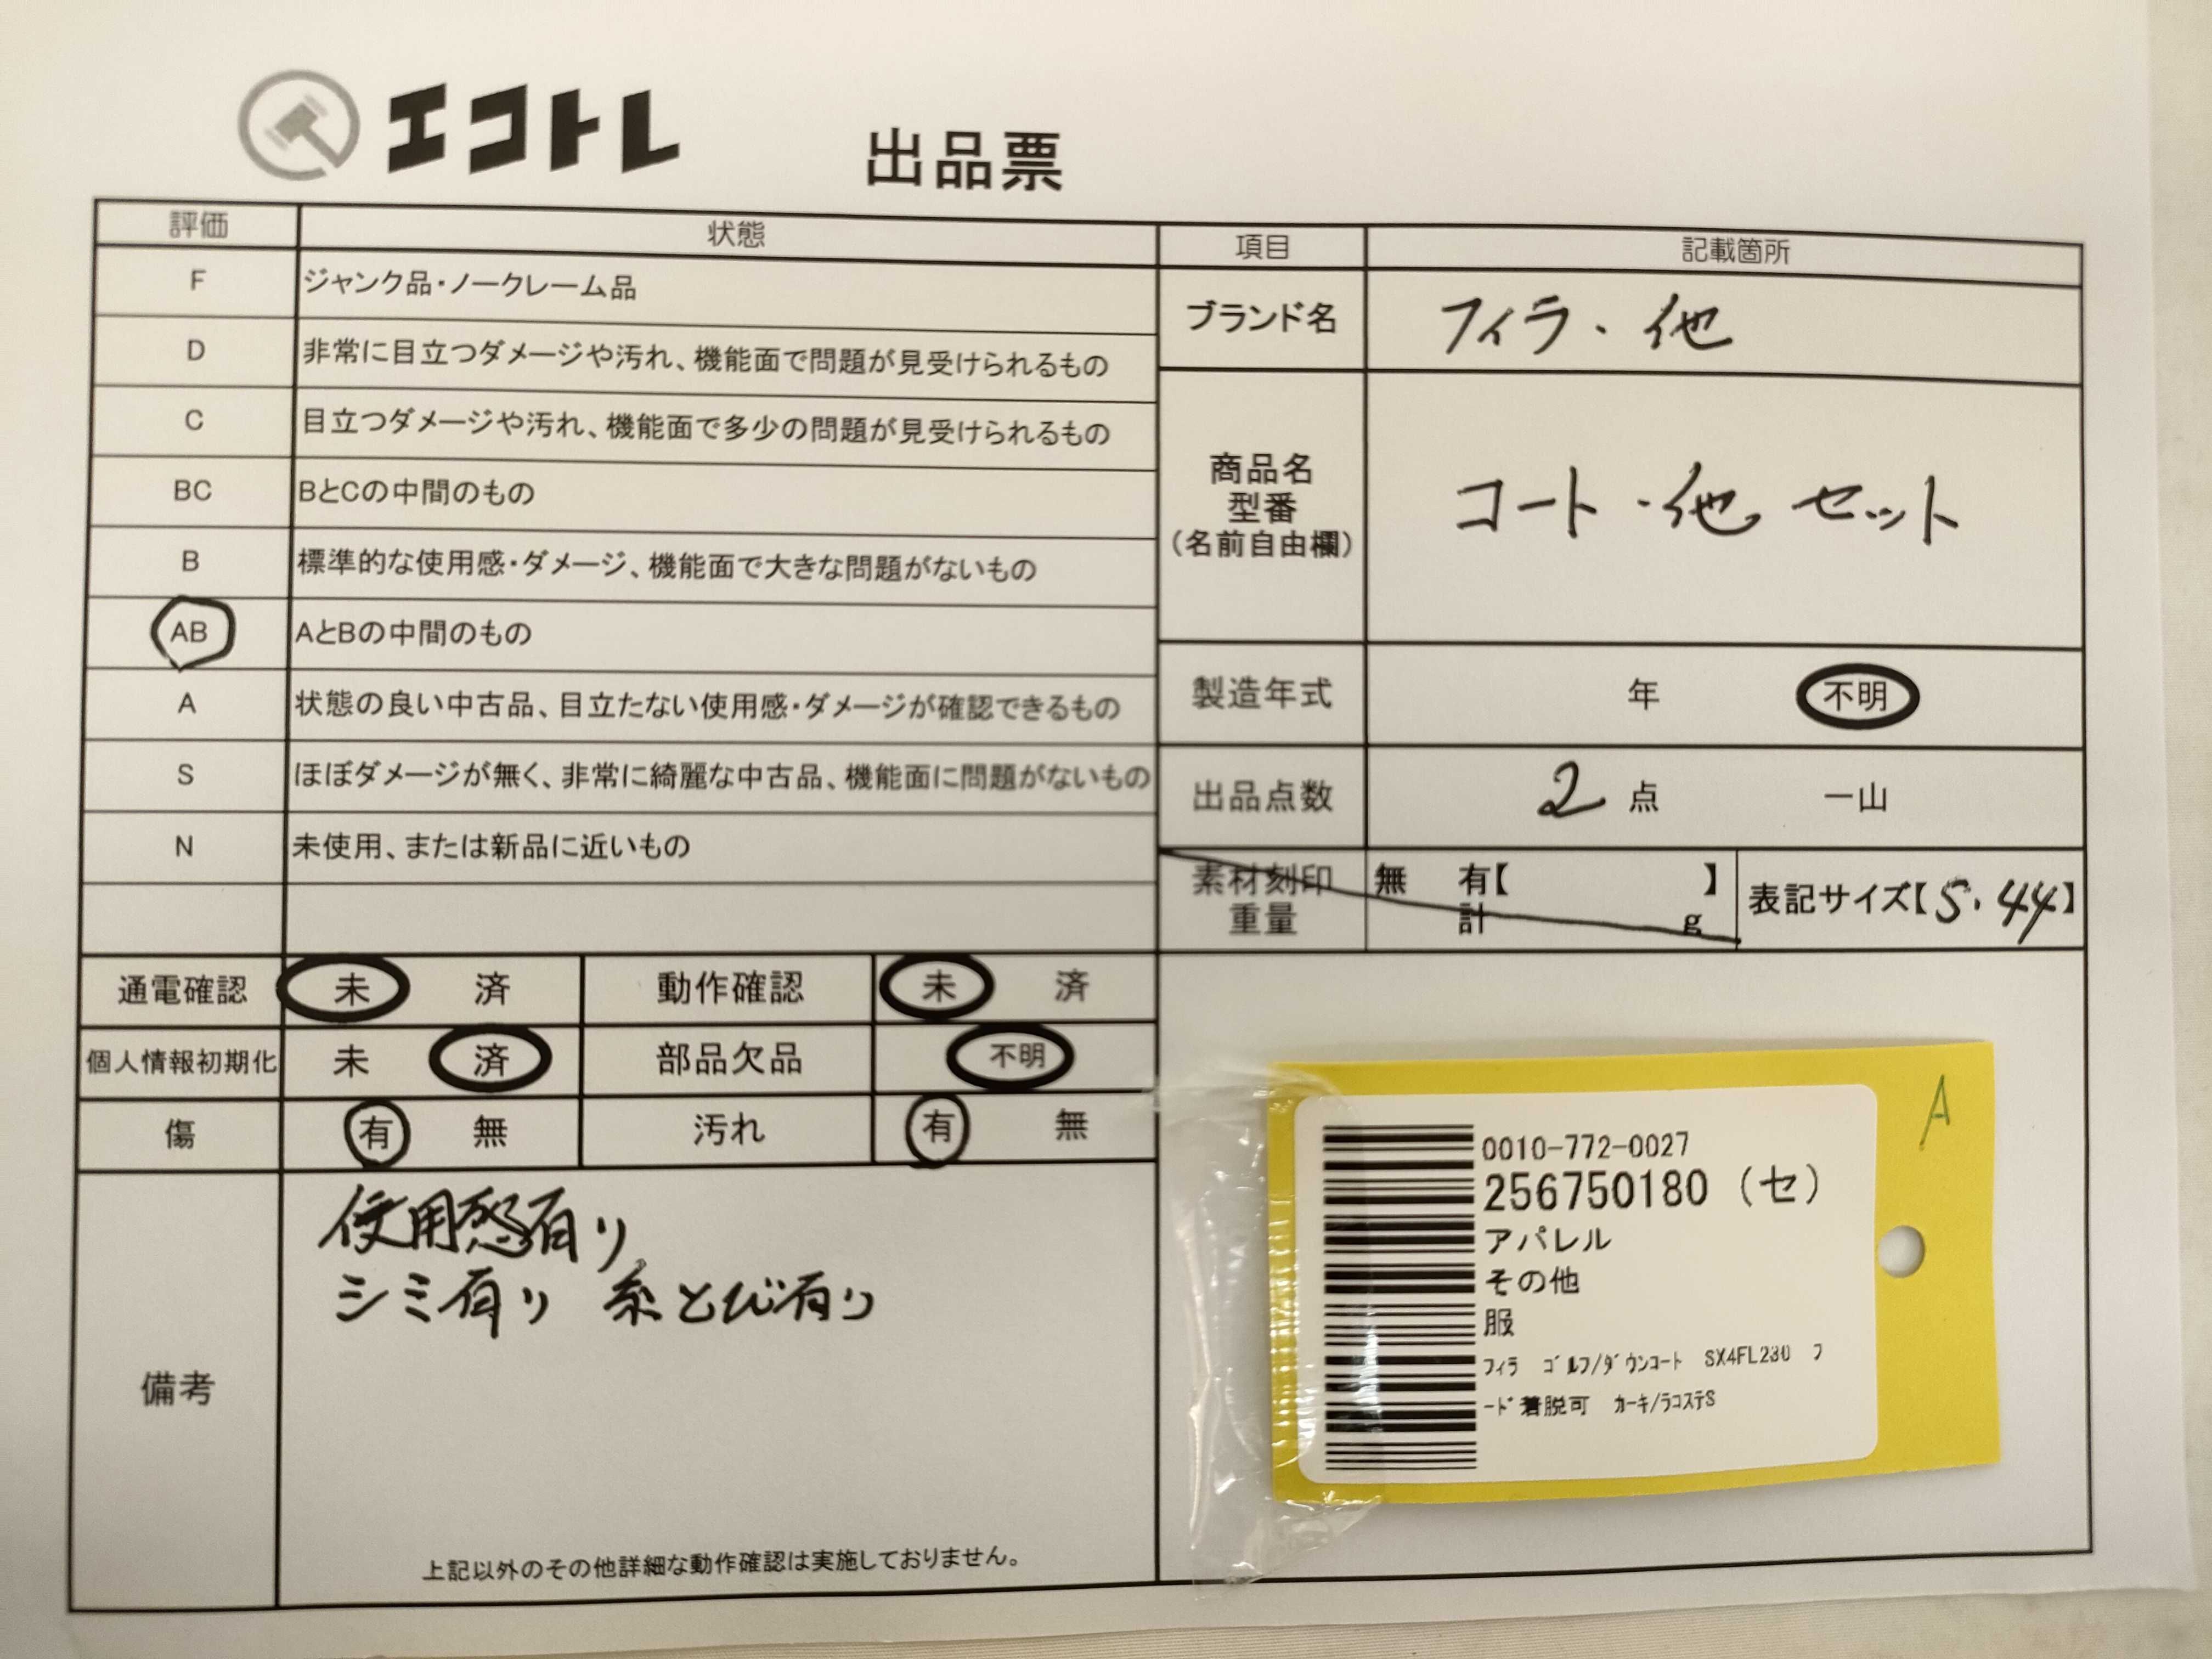 エコトレ
出品票
評価 状態
F ジャンク品・ノークレーム品
D 非常に目立つダメージや汚れ、機能面で問題が見受けられるもの
C 目立つダメージや汚れ、機能面で多少の問題が見受けられるもの
BC BとCの中間のもの
B 標準的な使用感・ダメージ、機能面で大きな問題がないもの
AB AとBの中間のもの
A 状態の良い中古品、目立たない使用感・ダメージが確認できるもの
S ほぼダメージが無く、非常に綺麗な中古品、機能面に問題がないもの
N 未使用、または新品に近いもの
項目 記載箇所
ブランド名 フィラ・他
商品名
型番
(名前自由欄)
コート・他 セット
製造年式 年 不明
出品点数 2 点 一山
素材刻印 無 有【 】
重量 計 g
表記サイズ【S・44】
通電確認 未 済 動作確認 未 済
個人情報初期化 未 済 部品欠品 不明
傷 有 無 汚れ 有 無
備考
使用感有り
シミ有り 糸とび有り
上記以外のその他詳細な動作確認は実施しておりません。
A
0010-772-0027
256750180 (セ)
アパレル
その他
服
ﾌｨﾗ ｺﾞﾙﾌ/ﾀﾞｳﾝｺｰﾄ SX4FL230 ﾌ
ｰﾄﾞ着脱可 ｶｰｷ/ﾗｺｽﾃS